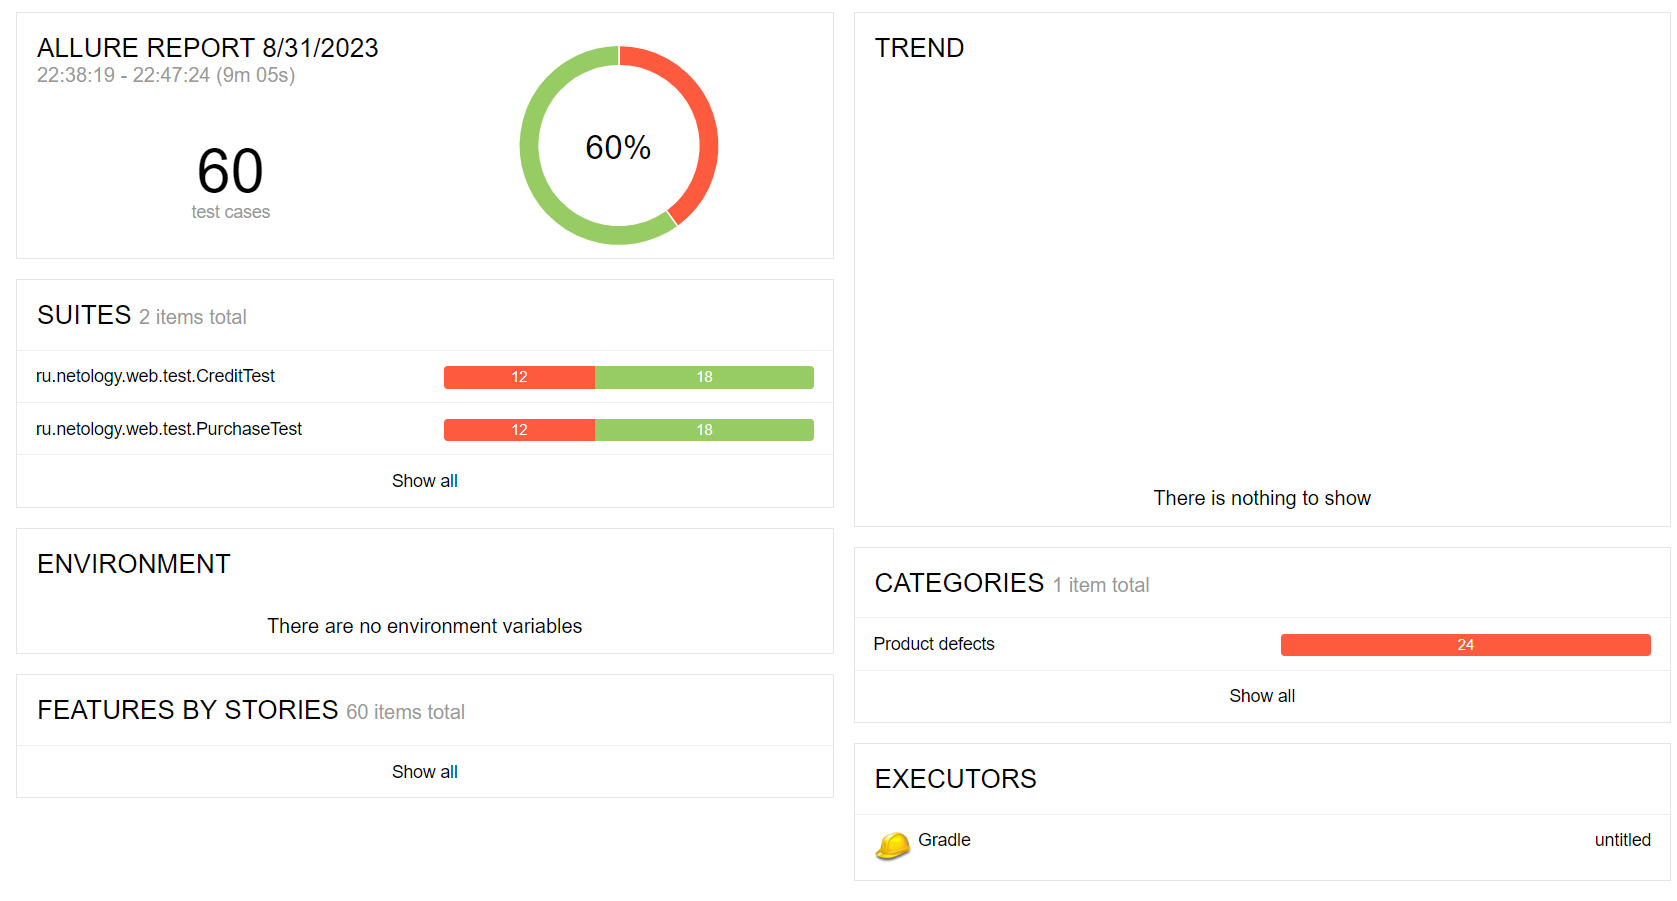 ALLURE REPORT 8/31/2023
22:38:19 - 22:47:24 (9m 05s)
60
test cases
60%
SUITES 2 items total
ru.netology.web.test.CreditTest 12 18
ru.netology.web.test.PurchaseTest 12 18
Show all
ENVIRONMENT
There are no environment variables
FEATURES BY STORIES 60 items total
Show all
TREND
There is nothing to show
CATEGORIES 1 item total
Product defects 24
Show all
EXECUTORS
Gradle untitled